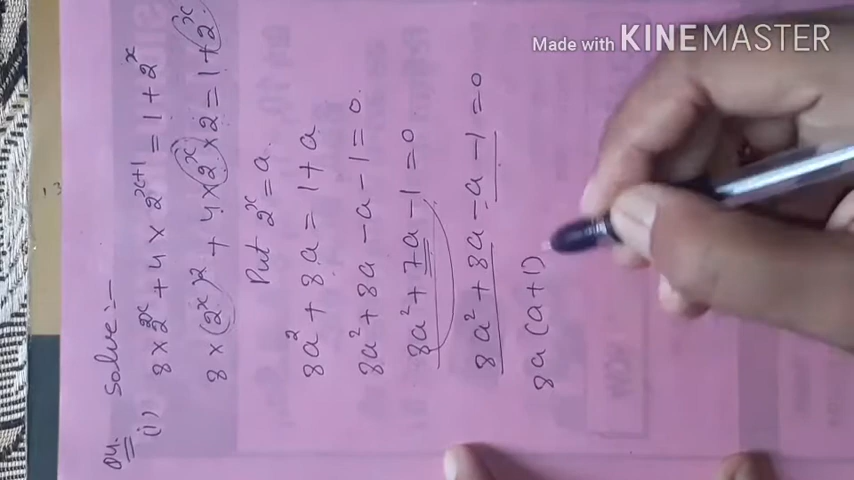 Made with KINEMASTER
Q4. Solve :-
(i) 8 × 2^2x + 4 × 2^x+1 = 1 + 2^x
8 × (2^x)^2 + 4 × 2^x × 2 = 1 + 2^x
Put 2^x = a.
8a^2 + 8a = 1 + a
8a^2 + 8a - a - 1 = 0.
8a^2 + 7a - 1 = 0
8a^2 + 8a - a - 1 = 0
8a (a + 1)